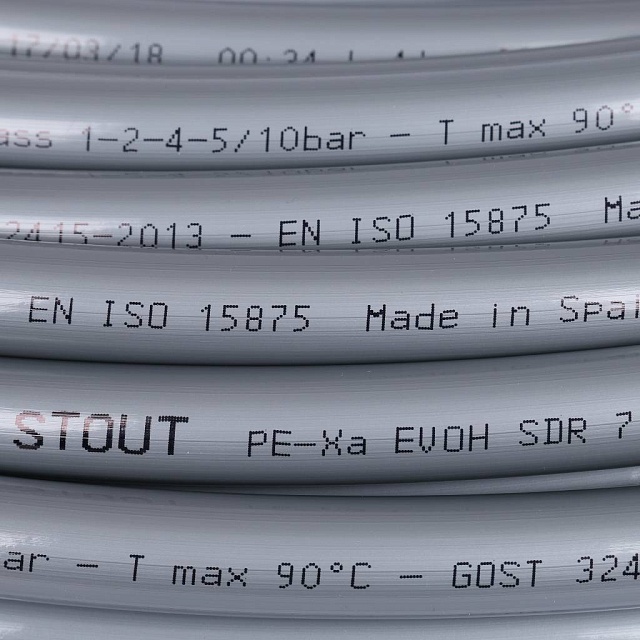 17/03/18 00:34
ass 1-2-4-5/10bar - T max 90°
2415-2013 - EN ISO 15875 Ma
EN ISO 15875 Made in Spai
STOUT PE-Xa EVOH SDR 7
ar - T max 90°C - GOST 324